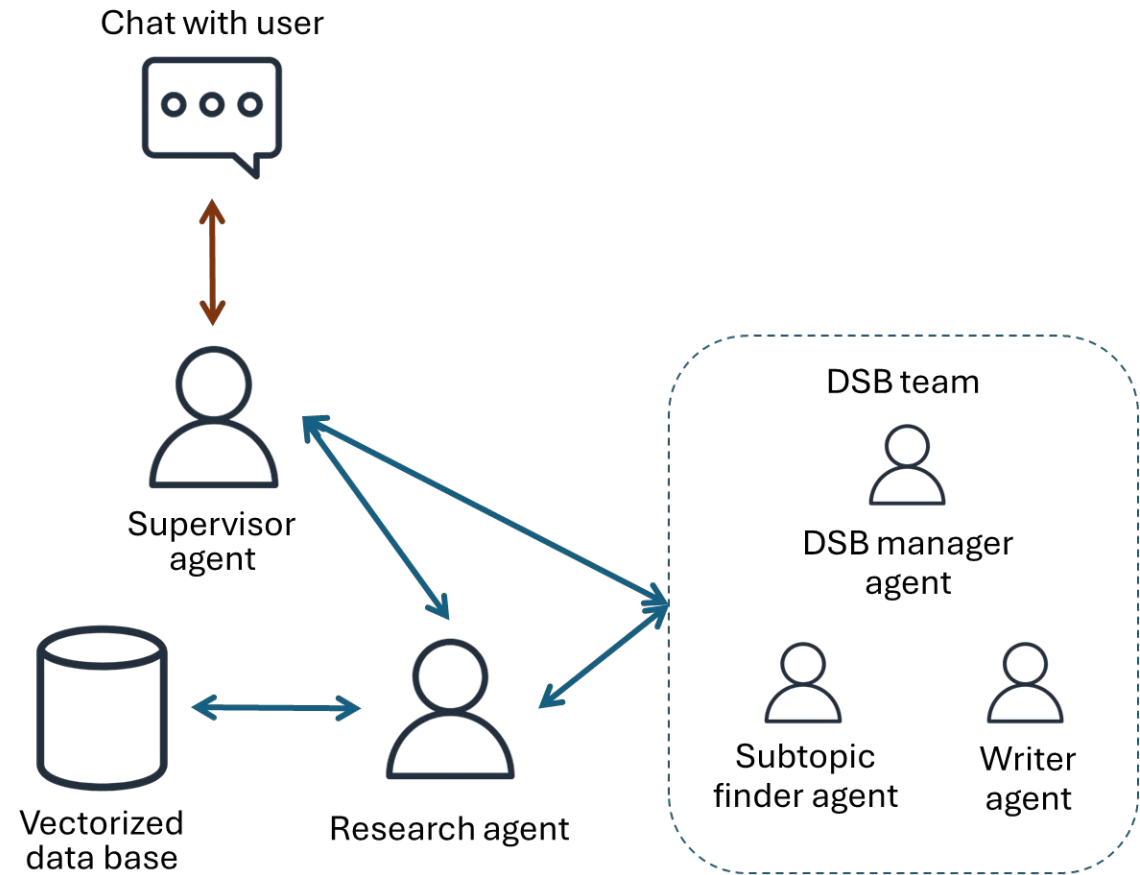 Chat with user
Supervisor
agent
Vectorized
data base
Research agent
DSB team
DSB manager
agent
Subtopic
finder agent
Writer
agent